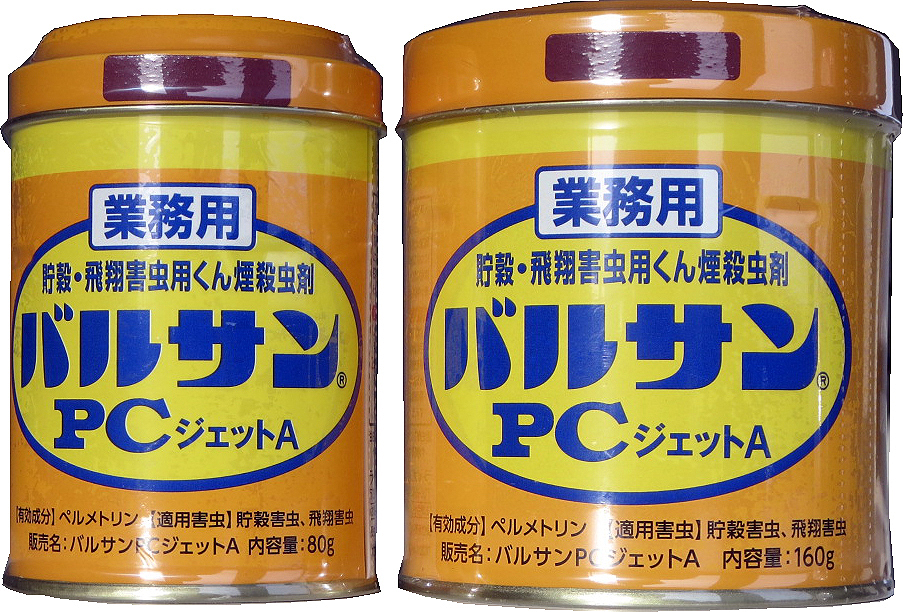 業務用
貯穀・飛翔害虫用くん煙殺虫剤
バルサン®
PCジェットA
【有効成分】ペルメトリン 【適用害虫】貯穀害虫、飛翔害虫
販売名：バルサンPCジェットA 内容量：80g
業務用
貯穀・飛翔害虫用くん煙殺虫剤
バルサン®
PCジェットA
【有効成分】ペルメトリン 【適用害虫】貯穀害虫、飛翔害虫
販売名：バルサンPCジェットA 内容量：160g